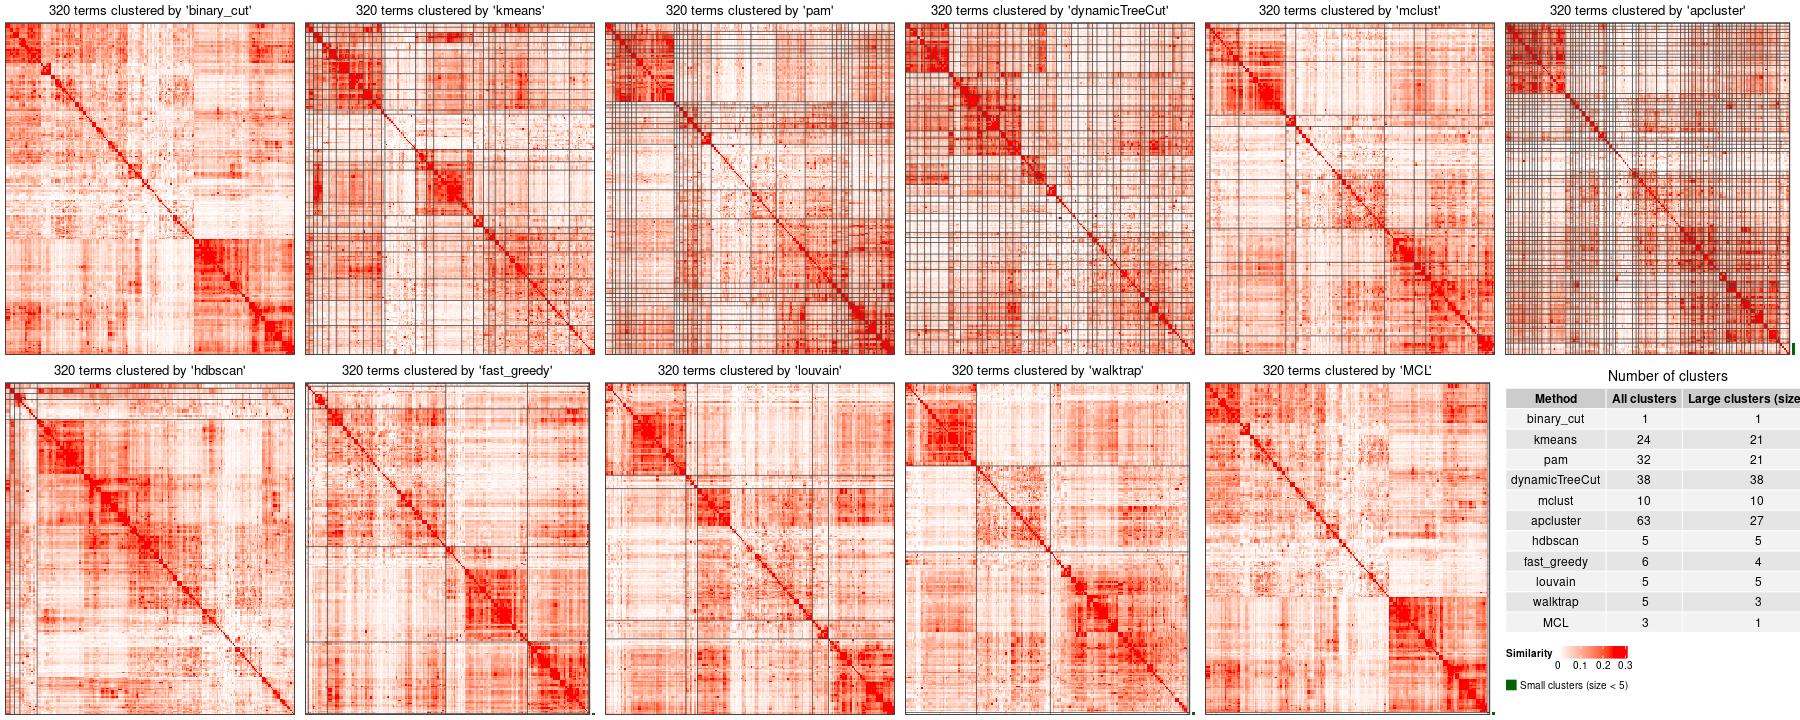 320 terms clustered by 'binary_cut'
320 terms clustered by 'kmeans'
320 terms clustered by 'pam'
320 terms clustered by 'dynamicTreeCut'
320 terms clustered by 'mclust'
320 terms clustered by 'apcluster'
320 terms clustered by 'hdbscan'
320 terms clustered by 'fast_greedy'
320 terms clustered by 'louvain'
320 terms clustered by 'walktrap'
320 terms clustered by 'MCL'
Number of clusters
Method All clusters Large clusters (size
binary_cut 1 1
kmeans 24 21
pam 32 21
dynamicTreeCut 38 38
mclust 10 10
apcluster 63 27
hdbscan 5 5
fast_greedy 6 4
louvain 5 5
walktrap 5 3
MCL 3 1
Similarity
0 0.1 0.2 0.3
Small clusters (size < 5)